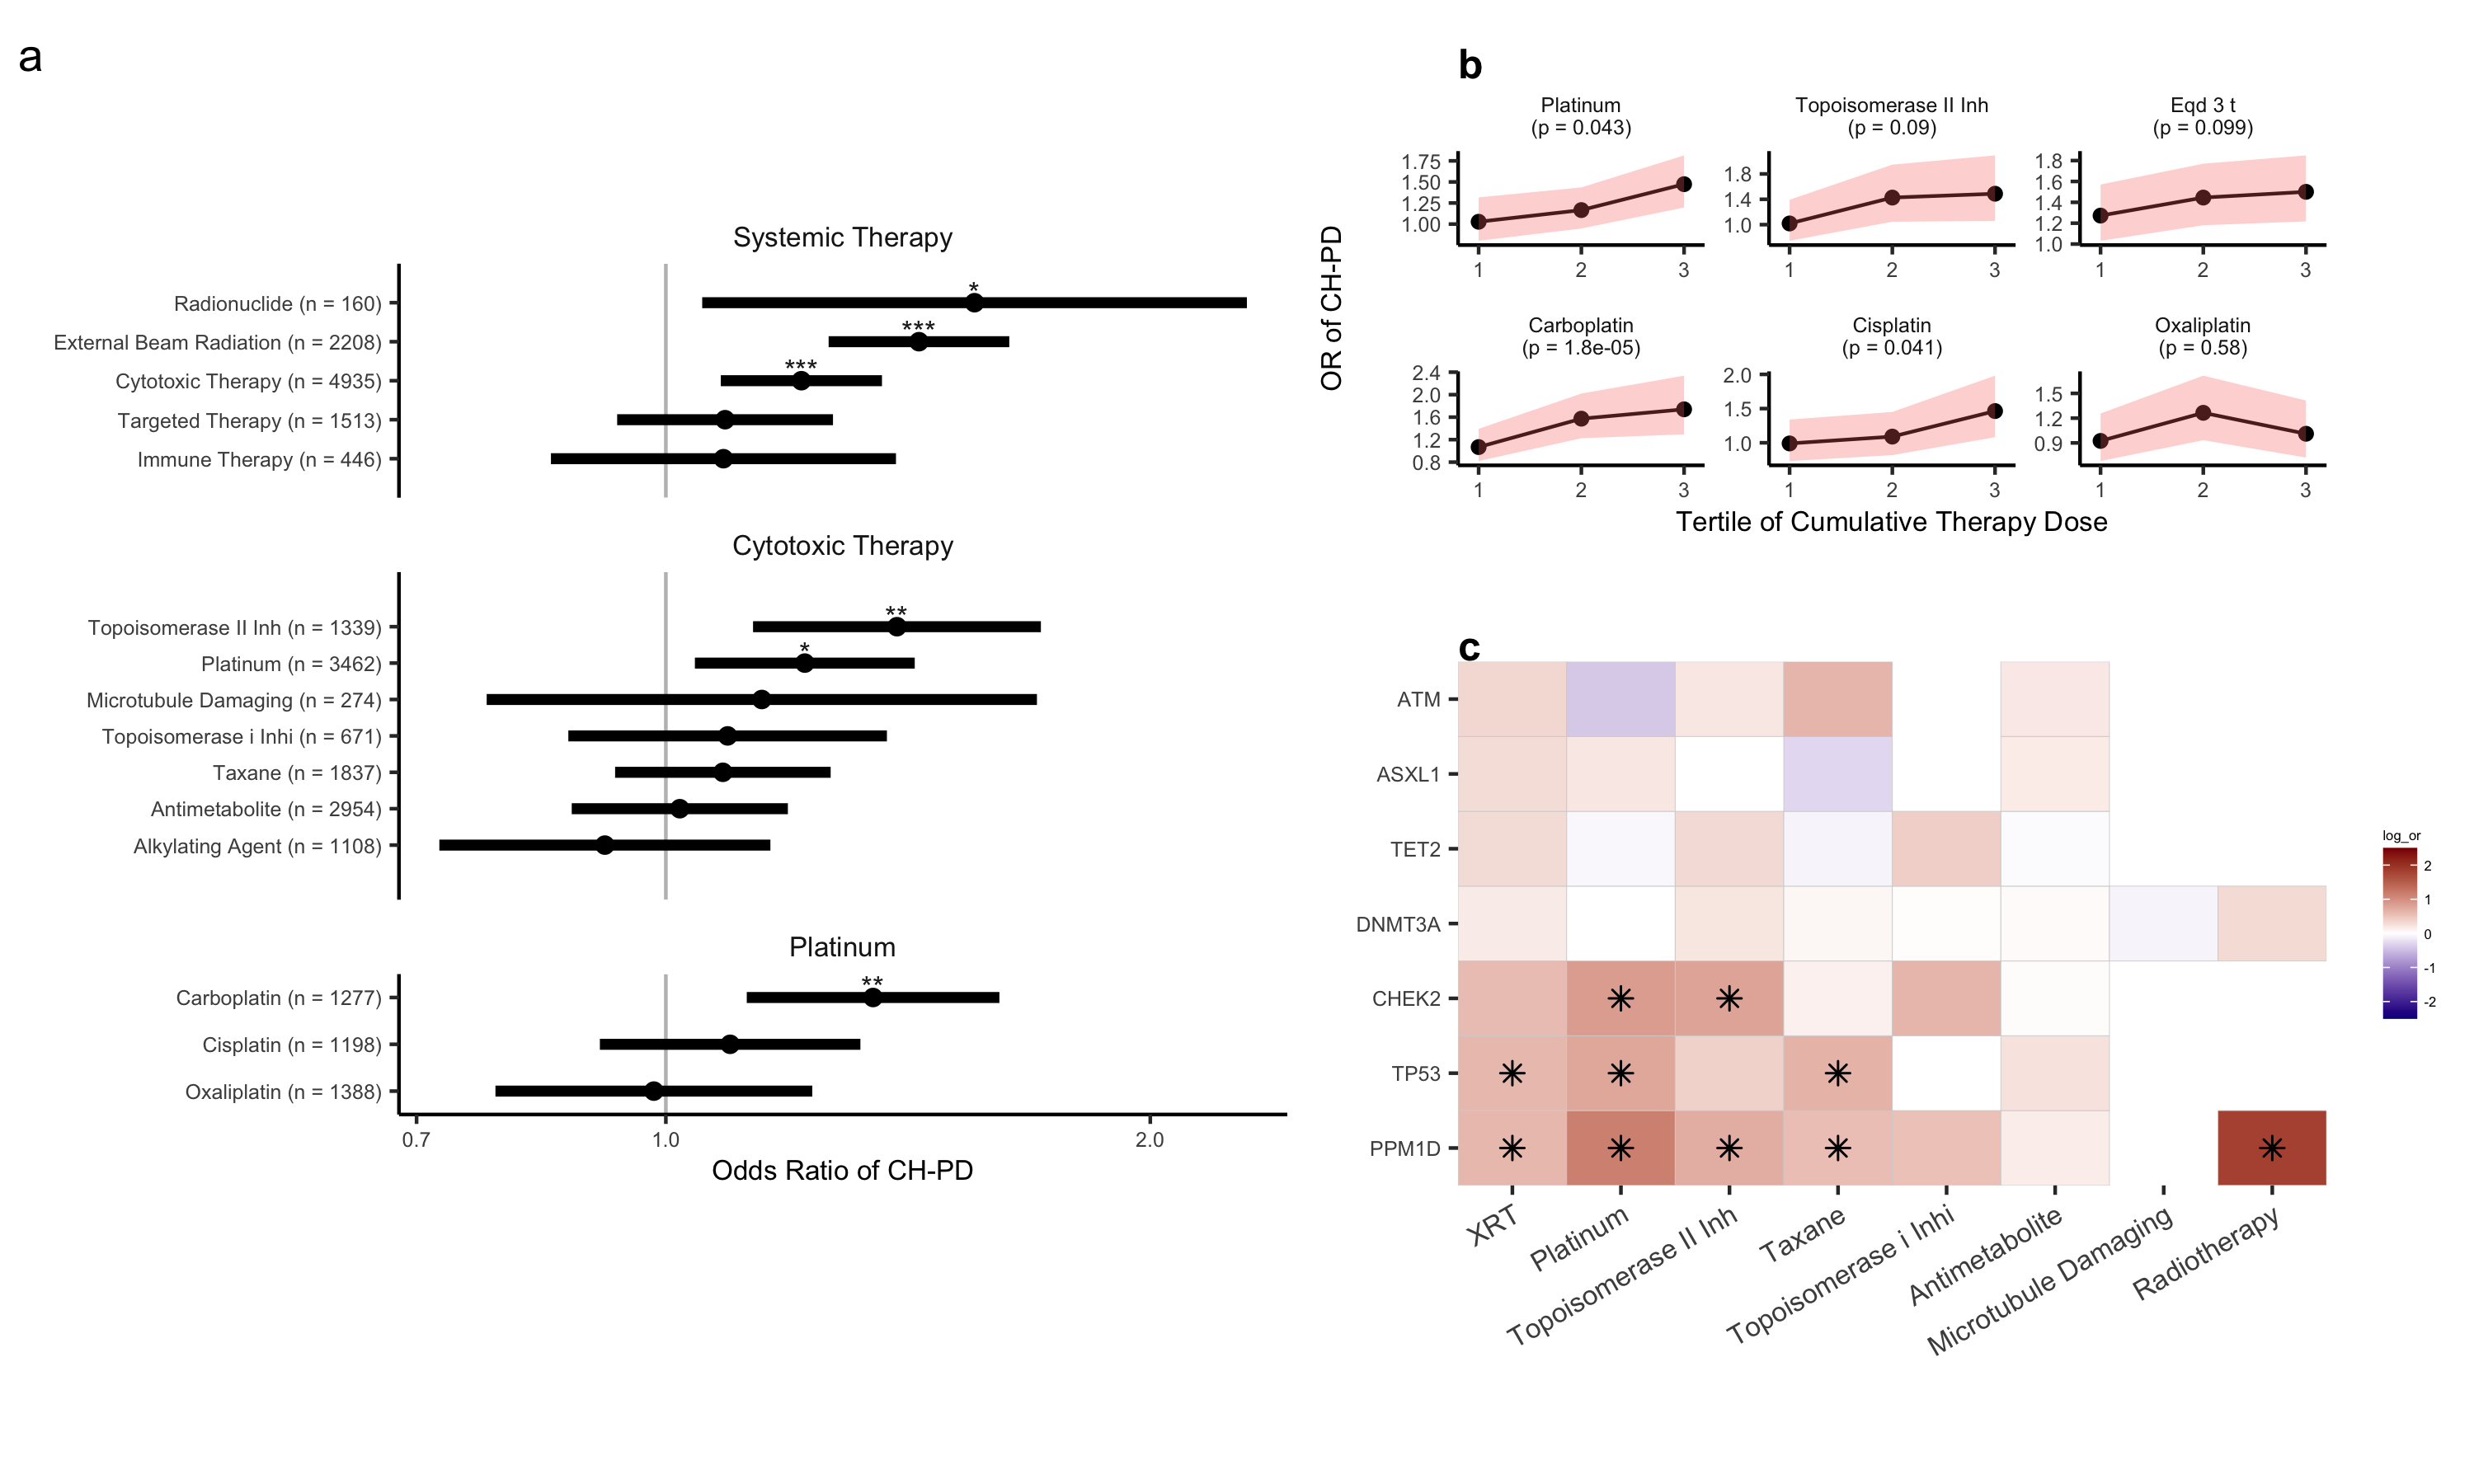 a
Systemic Therapy
*
Radionuclide (n = 160)
***
External Beam Radiation (n = 2208)
***
Cytotoxic Therapy (n = 4935)
Targeted Therapy (n = 1513)
Immune Therapy (n = 446)
Cytotoxic Therapy
**
Topoisomerase II Inh (n = 1339)
*
Platinum (n = 3462)
Microtubule Damaging (n = 274)
Topoisomerase i Inhi (n = 671)
Taxane (n = 1837)
Antimetabolite (n = 2954)
Alkylating Agent (n = 1108)
Platinum
**
Carboplatin (n = 1277)
Cisplatin (n = 1198)
Oxaliplatin (n = 1388)
0.7 1.0 2.0
Odds Ratio of CH-PD
b
OR of CH-PD
Platinum
(p = 0.043)
1.75
1.50
1.25
1.00
1 2 3
Topoisomerase II Inh
(p = 0.09)
1.8
1.4
1.0
1 2 3
Eqd 3 t
(p = 0.099)
1.8
1.6
1.4
1.2
1.0
1 2 3
Carboplatin
(p = 1.8e-05)
2.4
2.0
1.6
1.2
0.8
1 2 3
Cisplatin
(p = 0.041)
2.0
1.5
1.0
1 2 3
Oxaliplatin
(p = 0.58)
1.5
1.2
0.9
1 2 3
Tertile of Cumulative Therapy Dose
c
ATM
ASXL1
TET2
DNMT3A
CHEK2
TP53
PPM1D
XRT
Platinum
Topoisomerase II Inh
Taxane
Topoisomerase i Inhi
Antimetabolite
Microtubule Damaging
Radiotherapy
log_or
2
1
0
-1
-2